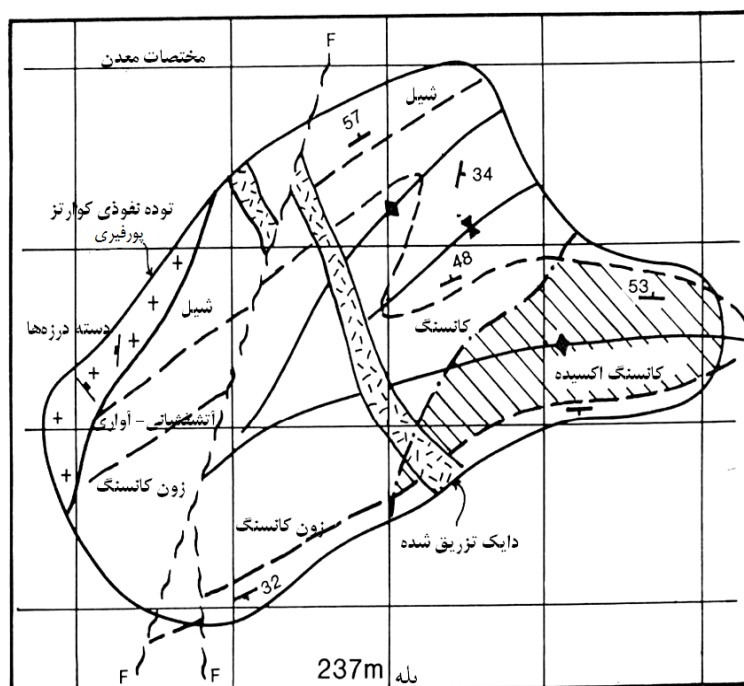 F
مختصات معدن
شیل
57
34
توده نفوذی کوارتز
پورفیری
48
53
دسته درزه‌ها
شیل
کانسنگ
کانسنگ اکسیده
آتشفشانی - آواری
زون کانسنگ
زون کانسنگ
دایک تزریق شده
32
F
F
پله 237m